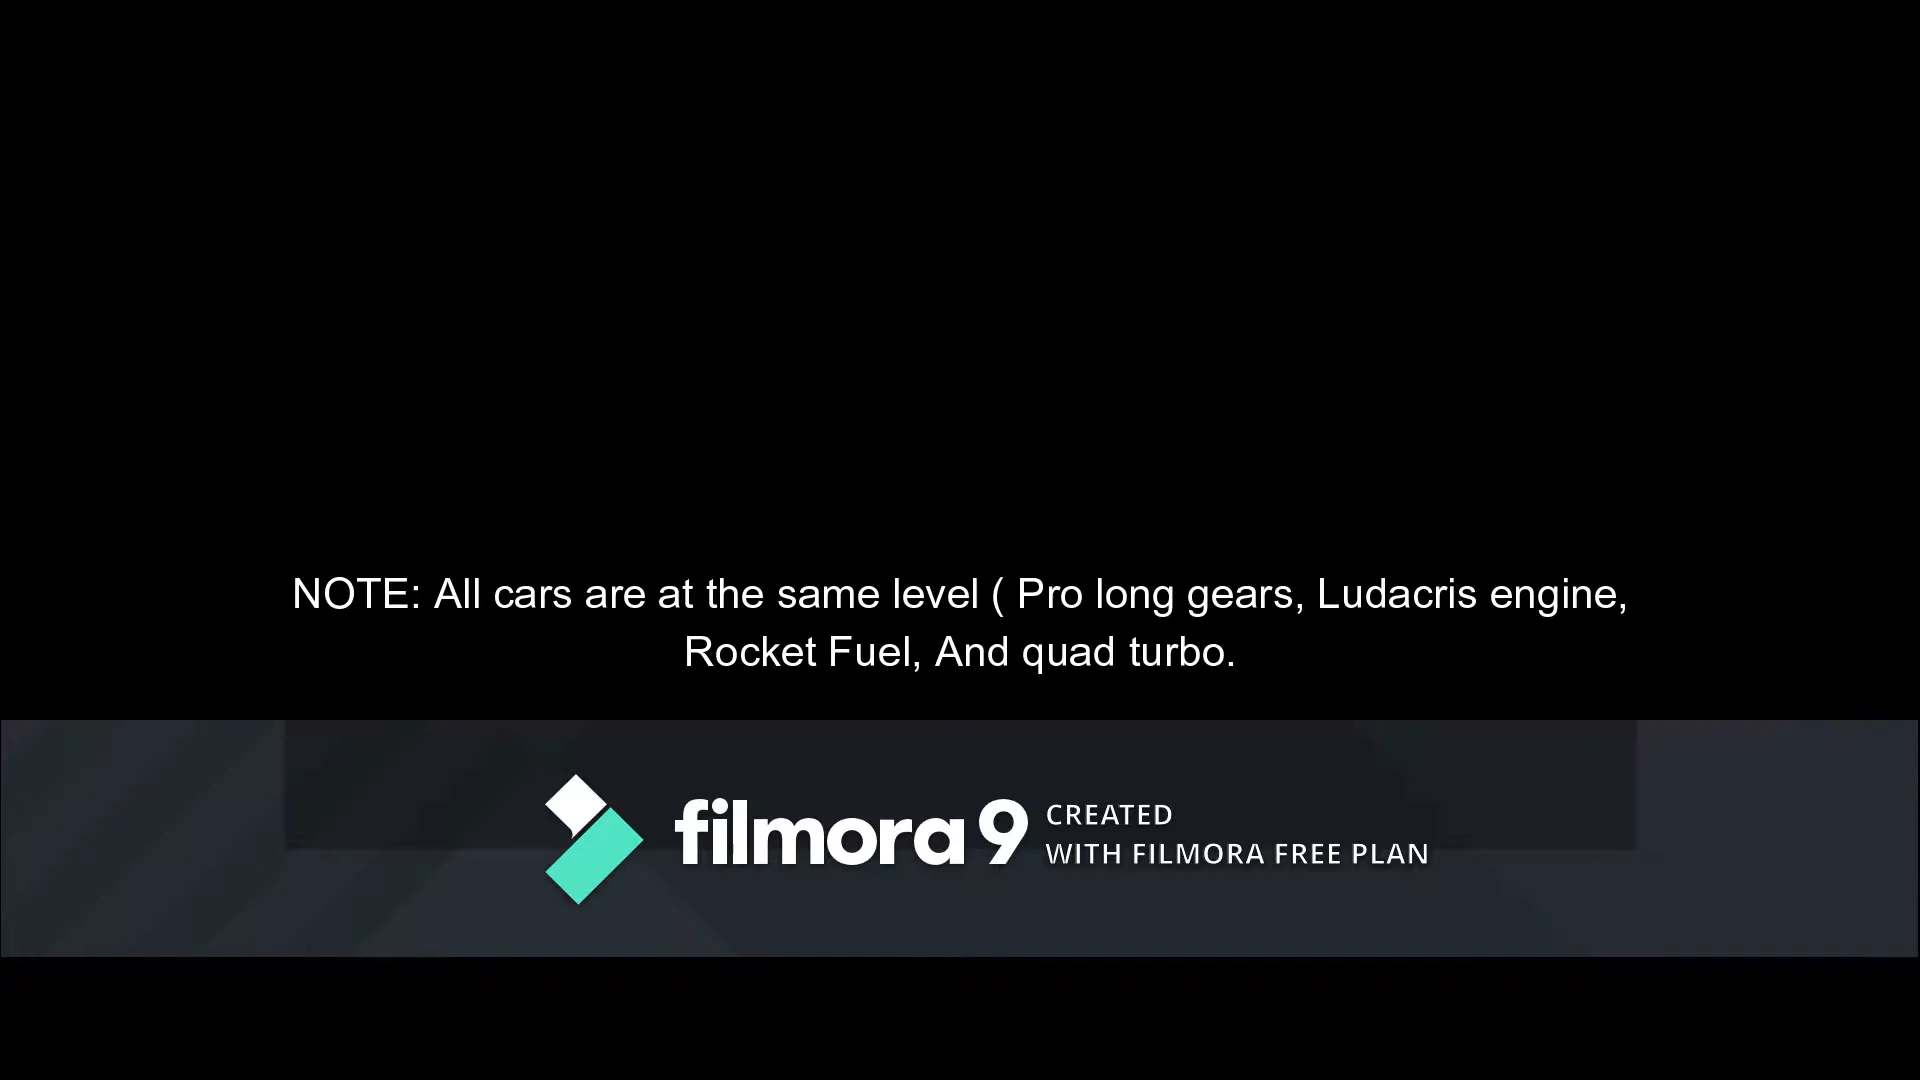 NOTE: All cars are at the same level ( Pro long gears, Ludacris engine,
Rocket Fuel, And quad turbo.
filmora 9
CREATED
WITH FILMORA FREE PLAN